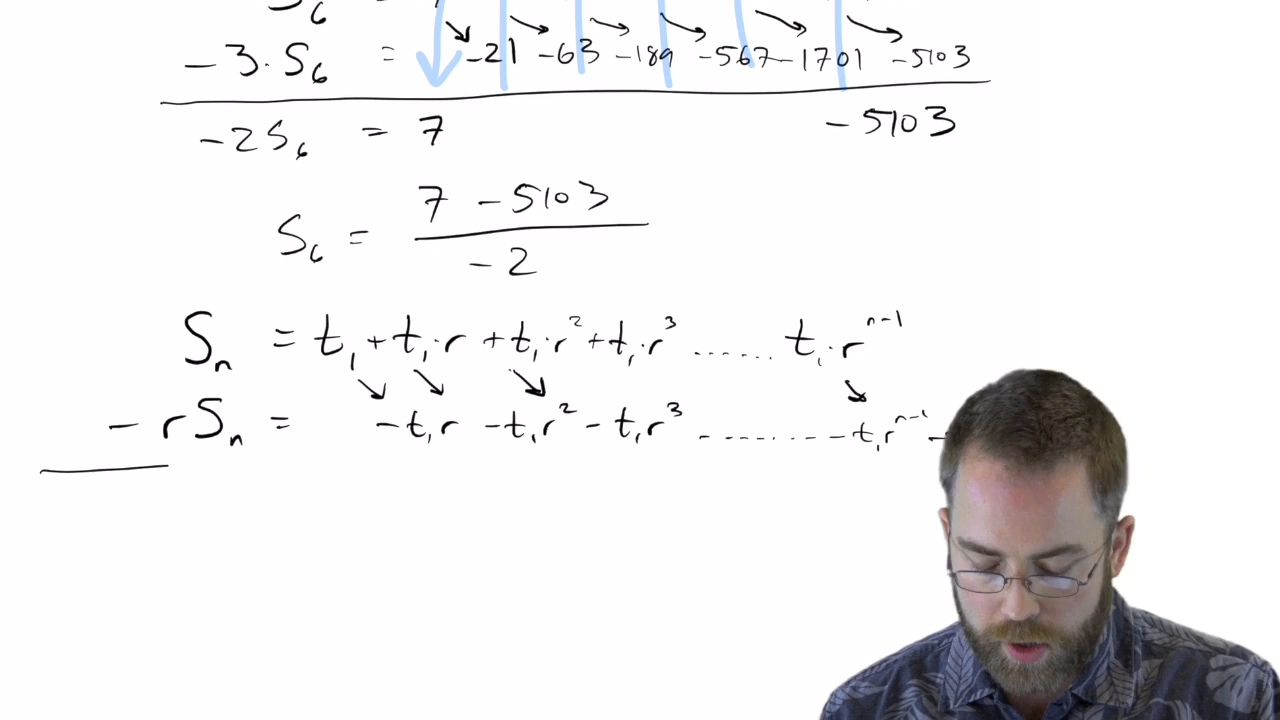 S₆ =
-3·S₆ = -21 -63 -189 -567 -1701 -5103
-2S₆ = 7 -5103
7 - 5103
S₆ =
-2
Sₙ = t₁ + t₁·r + t₁·r² + t₁·r³ ...... t₁·rⁿ⁻¹
- rSₙ = -t₁r -t₁r² - t₁r³ ........ - t₁rⁿ⁻¹ -